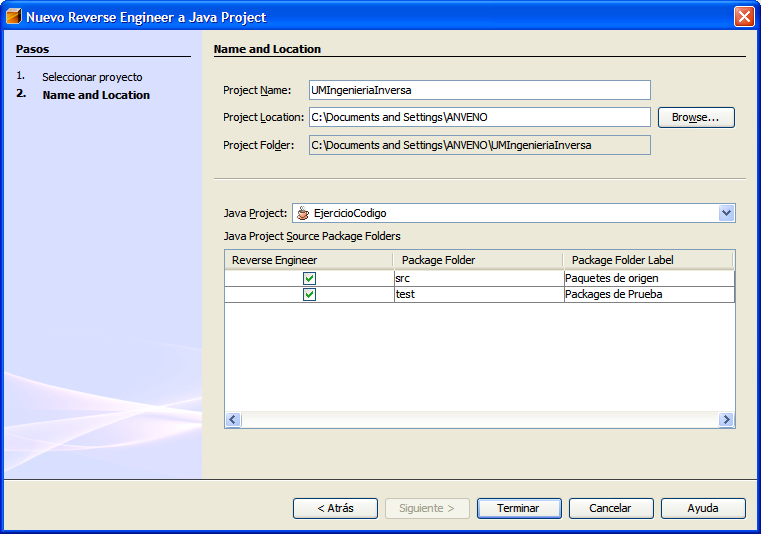 Nuevo Reverse Engineer a Java Project
Pasos
1. Seleccionar proyecto
2. Name and Location
Name and Location
Project Name: UMIngenieriaInversa
Project Location: C:\Documents and Settings\ANVENO Browse...
Project Folder: C:\Documents and Settings\ANVENO\UMIngenieriaInversa
Java Project: EjercicioCodigo
Java Project Source Package Folders
Reverse Engineer Package Folder Package Folder Label
src Paquetes de origen
test Packages de Prueba
< Atrás Siguiente > Terminar Cancelar Ayuda